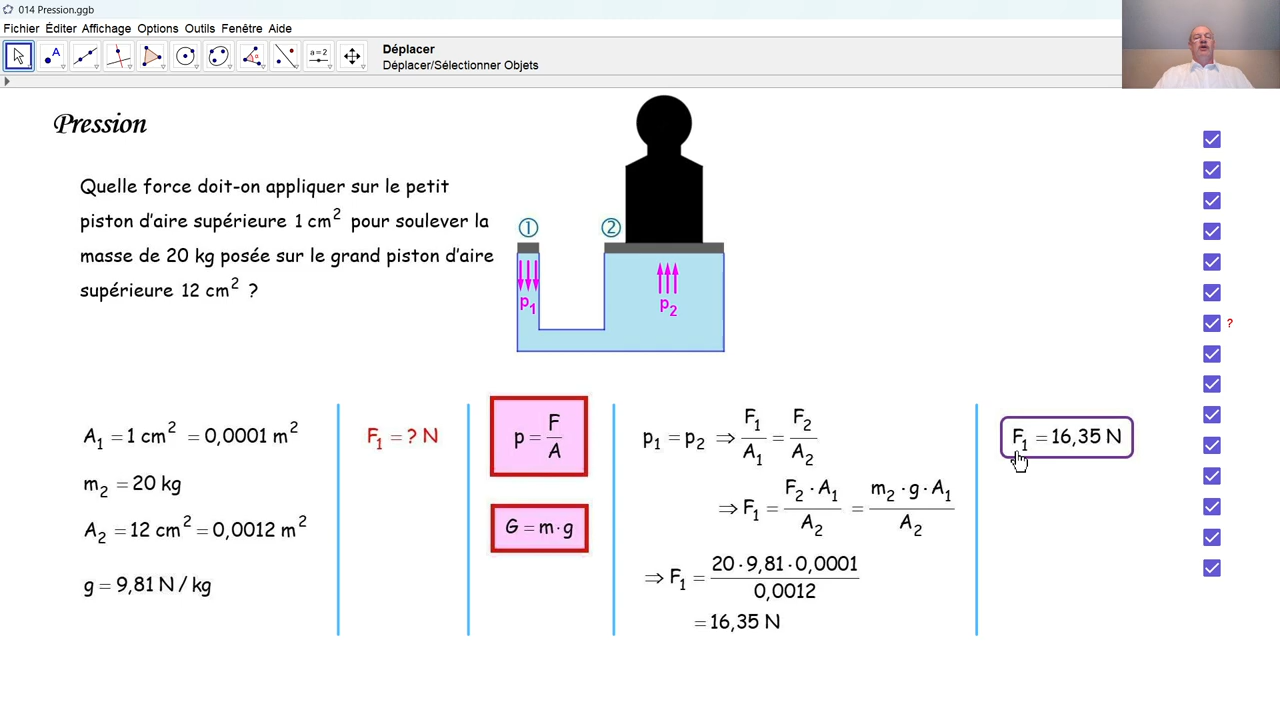 014 Pression.ggb
Fichier Éditer Affichage Options Outils Fenêtre Aide
A
a=2
Déplacer
Déplacer/Sélectionner Objets
Pression
Quelle force doit-on appliquer sur le petit
piston d'aire supérieure 1 cm² pour soulever la
masse de 20 kg posée sur le grand piston d'aire
supérieure 12 cm² ?
① ②
p₁ p₂
?
A₁ = 1 cm² = 0,0001 m²
m₂ = 20 kg
A₂ = 12 cm² = 0,0012 m²
g = 9,81 N / kg
F₁ = ? N
p = F/A
G = m · g
p₁ = p₂ ⇒ F₁/A₁ = F₂/A₂
⇒ F₁ = F₂ · A₁/A₂ = m₂ · g · A₁/A₂
⇒ F₁ = 20 · 9,81 · 0,0001/0,0012
= 16,35 N
F₁ = 16,35 N